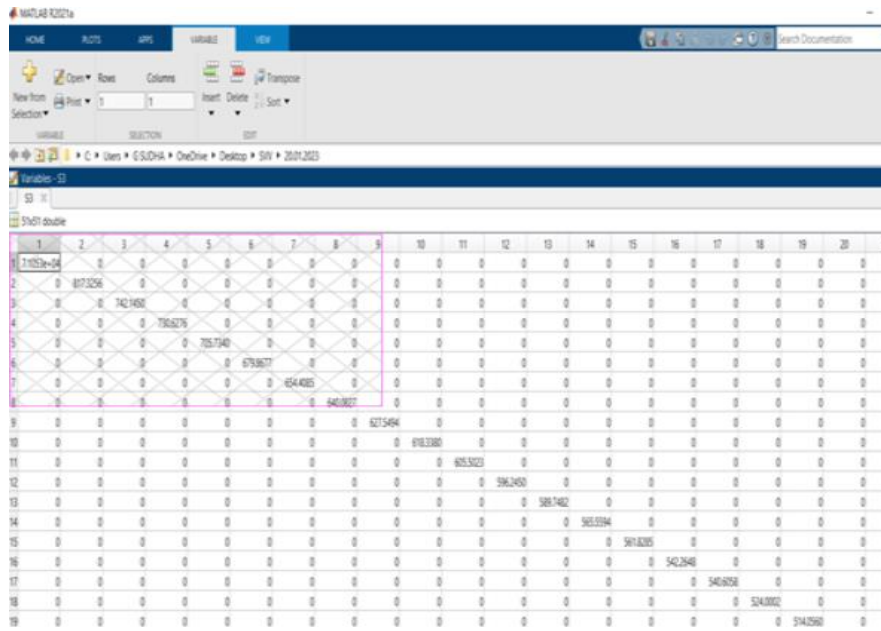 MATLAB R2021a
HOME PLOTS APPS VARIABLE VIEW Search Documentation
New from Selection Open Print Rows Columns 1 1 Insert Delete Transpose Sort
VARIABLE SELECTION EDIT
C: Users G SUDHA OneDrive Desktop SVV 20.01.2023
Variables - S3
S3
51x51 double
1 2 3 4 5 6 7 8 9 10 11 12 13 14 15 16 17 18 19 20
1 7.1053e+04 0 0 0 0 0 0 0 0 0 0 0 0 0 0 0 0 0 0 0
2 0 817.3256 0 0 0 0 0 0 0 0 0 0 0 0 0 0 0 0 0 0
3 0 0 742.1450 0 0 0 0 0 0 0 0 0 0 0 0 0 0 0 0 0
4 0 0 0 730.6276 0 0 0 0 0 0 0 0 0 0 0 0 0 0 0 0
5 0 0 0 0 705.7340 0 0 0 0 0 0 0 0 0 0 0 0 0 0 0
6 0 0 0 0 0 679.9677 0 0 0 0 0 0 0 0 0 0 0 0 0 0
7 0 0 0 0 0 0 654.4085 0 0 0 0 0 0 0 0 0 0 0 0 0
8 0 0 0 0 0 0 0 0 0 0 0 0 0 0 0 0 0 0 0
9 0 0 0 0 0 0 0 0 627.5494 0 0 0 0 0 0 0 0 0 0 0
10 0 0 0 0 0 0 0 0 0 618.3380 0 0 0 0 0 0 0 0 0 0
11 0 0 0 0 0 0 0 0 0 0 605.5023 0 0 0 0 0 0 0 0 0
12 0 0 0 0 0 0 0 0 0 0 0 596.2450 0 0 0 0 0 0 0 0
13 0 0 0 0 0 0 0 0 0 0 0 0 589.7482 0 0 0 0 0 0 0
14 0 0 0 0 0 0 0 0 0 0 0 0 0 565.5594 0 0 0 0 0 0
15 0 0 0 0 0 0 0 0 0 0 0 0 0 0 561.8285 0 0 0 0 0
16 0 0 0 0 0 0 0 0 0 0 0 0 0 0 0 542.2648 0 0 0 0
17 0 0 0 0 0 0 0 0 0 0 0 0 0 0 0 0 540.6058 0 0 0
18 0 0 0 0 0 0 0 0 0 0 0 0 0 0 0 0 0 524.0002 0 0
19 0 0 0 0 0 0 0 0 0 0 0 0 0 0 0 0 0 0 514.0560 0